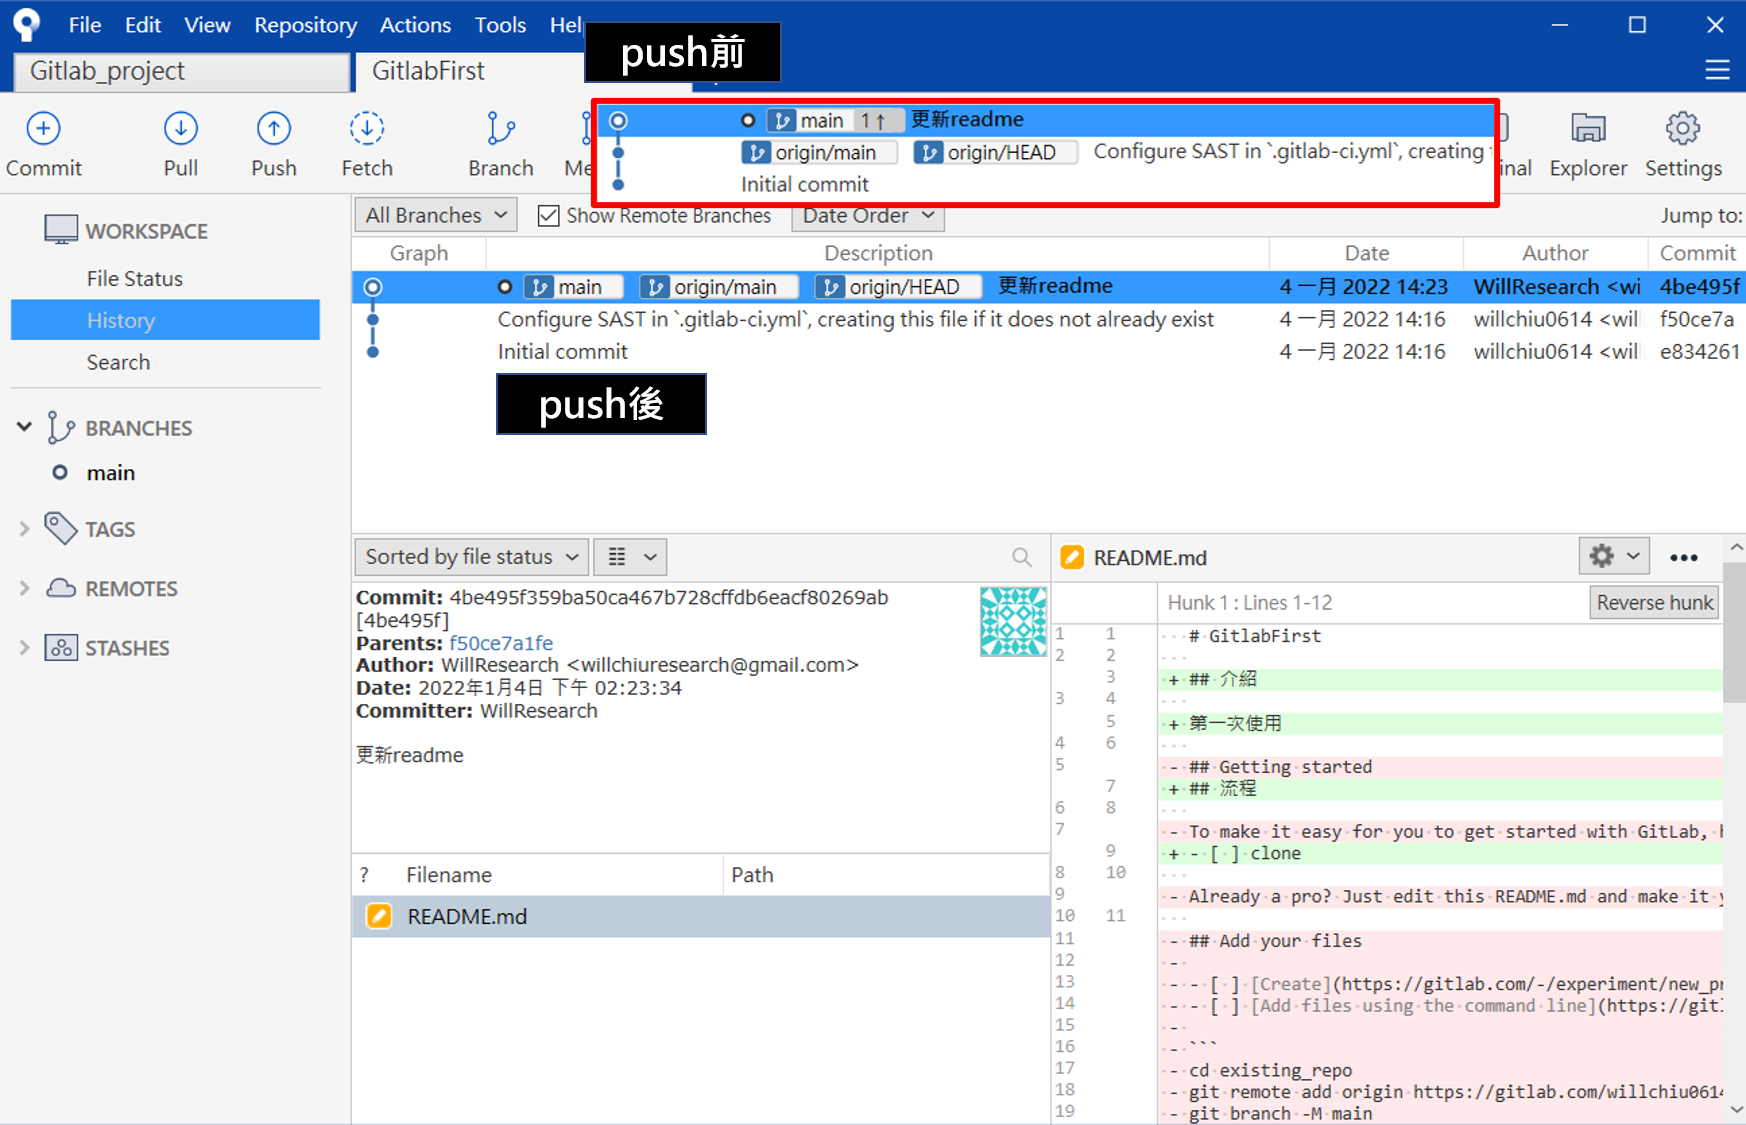 File Edit View Repository Actions Tools
push前
Gitlab_project GitlabFirst
Commit Pull Push Fetch Branch Explorer Settings
main 1↑ 更新readme
origin/main origin/HEAD Configure SAST in `.gitlab-ci.yml`, creating
Initial commit
All Branches Show Remote Branches Date Order Jump to:
Graph Description Date Author Commit
main origin/main origin/HEAD 更新readme 4 一月 2022 14:23 WillResearch <wi 4be495f
Configure SAST in `.gitlab-ci.yml`, creating this file if it does not already exist 4 一月 2022 14:16 willchiu0614 <wil f50ce7a
Initial commit 4 一月 2022 14:16 willchiu0614 <wil e834261
push後
WORKSPACE
File Status
History
Search
BRANCHES
main
TAGS
REMOTES
STASHES
Sorted by file status
Commit: 4be495f359ba50ca467b728cffdb6eacf80269ab
[4be495f]
Parents: f50ce7a1fe
Author: WillResearch <willchiuresearch@gmail.com>
Date: 2022年1月4日 下午 02:23:34
Committer: WillResearch
更新readme
? Filename Path
README.md
README.md
Hunk 1 : Lines 1-12 Reverse hunk
1 1 # GitlabFirst
2 2
3 + ## 介紹
3 4
5 + 第一次使用
4 6
5 - ## Getting started
7 + ## 流程
6 8
7 - To make it easy for you to get started with GitLab,
9 + - [ ] clone
8 10
9 - Already a pro? Just edit this README.md and make it
10 11
11 - ## Add your files
12 -
13 - - [ ] [Create](https://gitlab.com/-/experiment/new_pr
14 - - [ ] [Add files using the command line](https://gitl
15 -
16 - ```
17 - cd existing_repo
18 - git remote add origin https://gitlab.com/willchiu0614
19 - git branch -M main